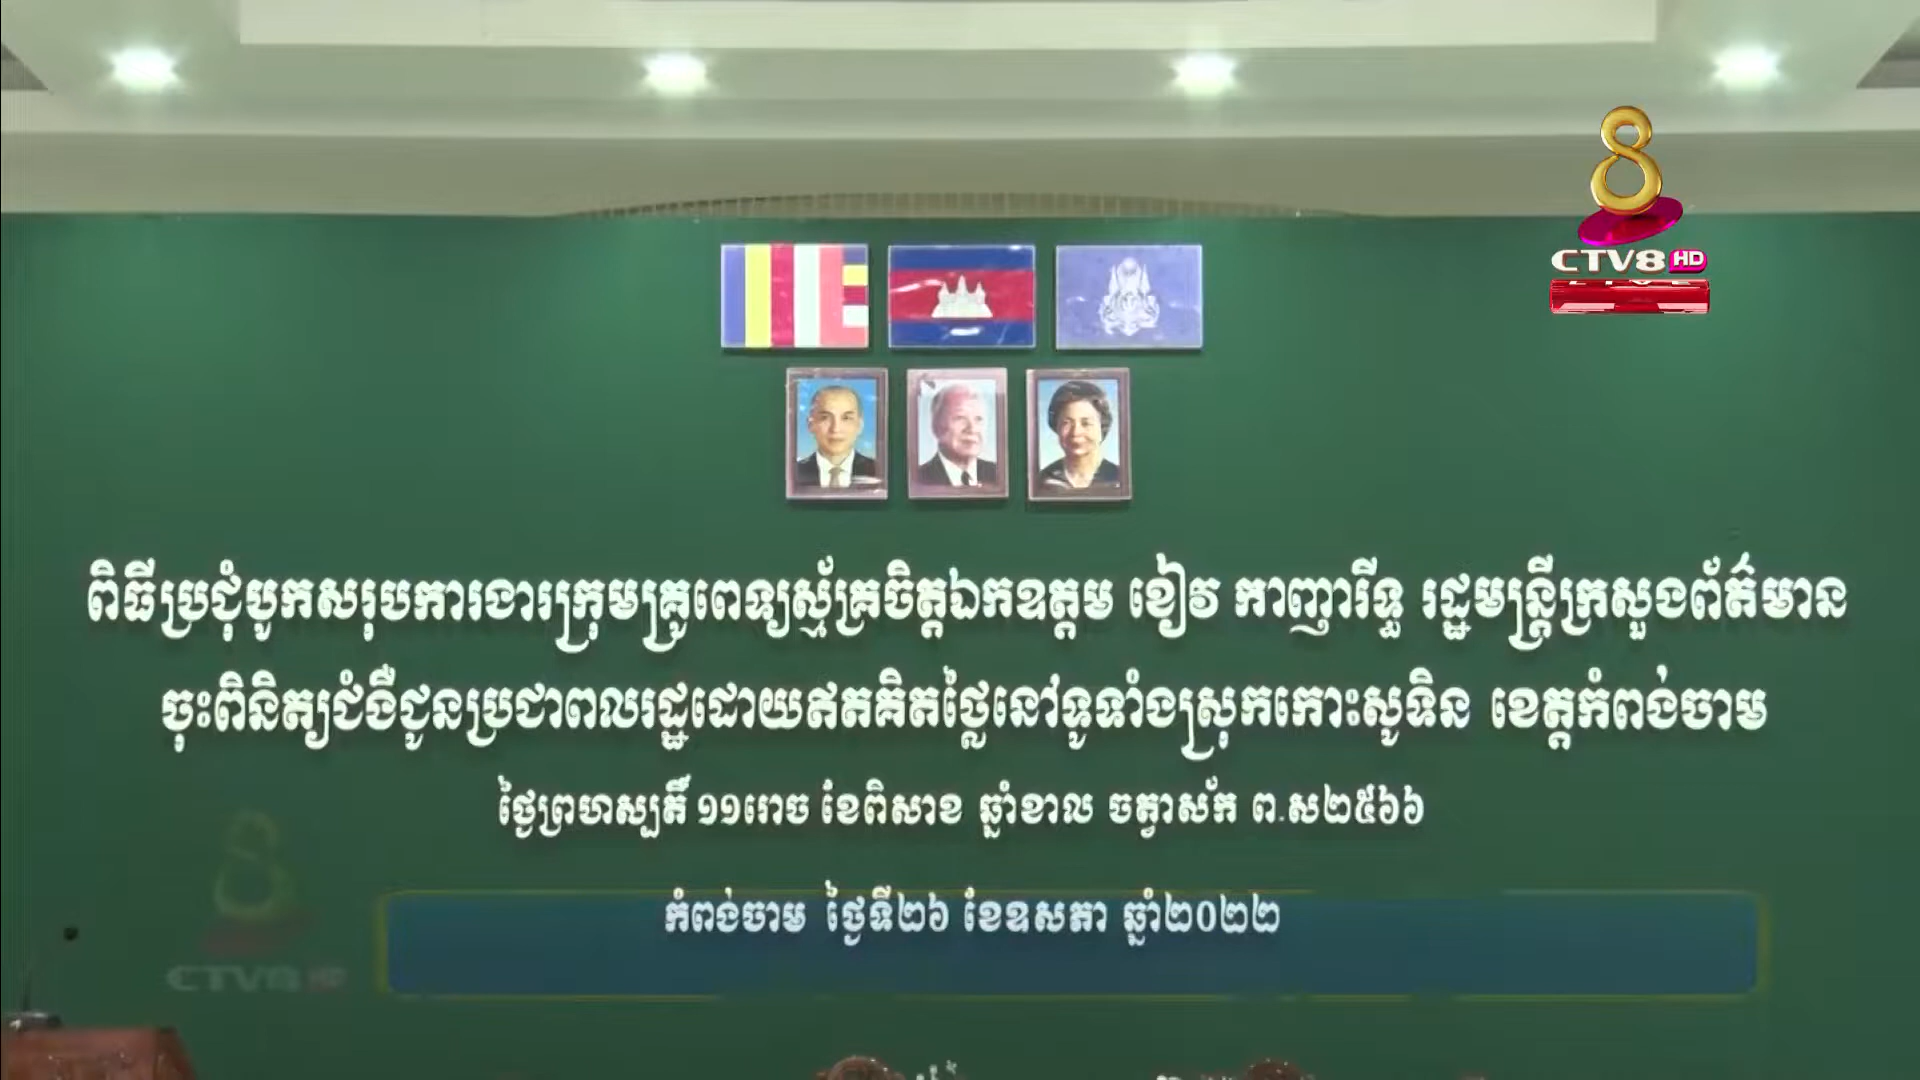 CTV8 HD
LIVE
ពិធីប្រជុំបូកសរុបការងារក្រុមគ្រូពេទ្យស្ម័គ្រចិត្តឯកឧត្តម ខៀវ កាញារីទ្ធ រដ្ឋមន្ត្រីក្រសួងព័ត៌មាន
ចុះពិនិត្យជំងឺជូនប្រជាពលរដ្ឋដោយឥតគិតថ្លៃនៅទូទាំងស្រុកកោះសូទិន ខេត្តកំពង់ចាម
ថ្ងៃព្រហស្បតិ៍ ១១រោច ខែពិសាខ ឆ្នាំខាល ចត្វាស័ក ព.ស២៥៦៦
កំពង់ចាម ថ្ងៃទី២៦ ខែឧសភា ឆ្នាំ២០២២
CTV8 HD